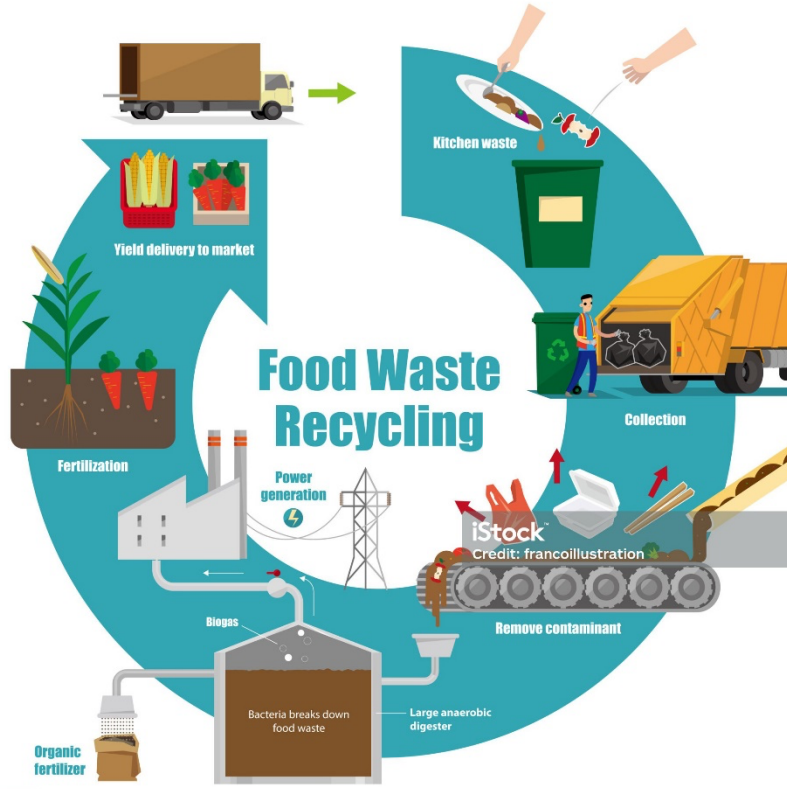 Kitchen waste
Yield delivery to market
Food Waste
Recycling
Collection
Fertilization
Power
generation
iStock
Credit: francoillustration
Remove contaminant
Biogas
Bacteria breaks down
food waste
Large anaerobic
digester
Organic
fertilizer